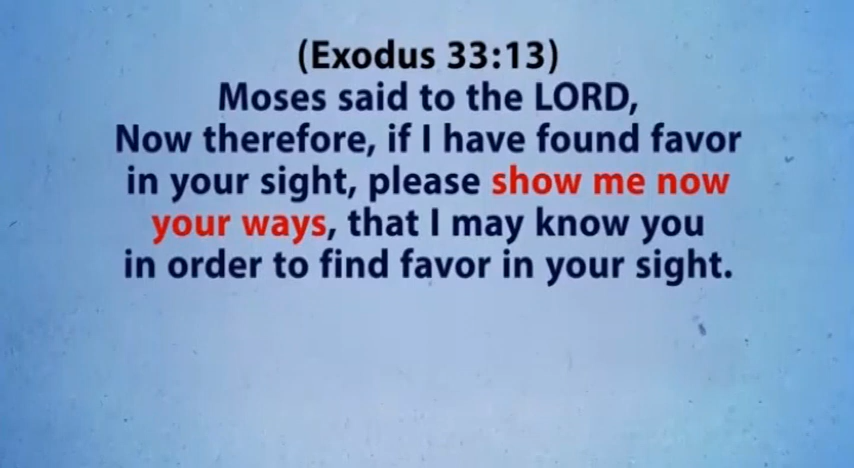 (Exodus 33:13)
Moses said to the LORD,
Now therefore, if I have found favor
in your sight, please show me now
your ways, that I may know you
in order to find favor in your sight.